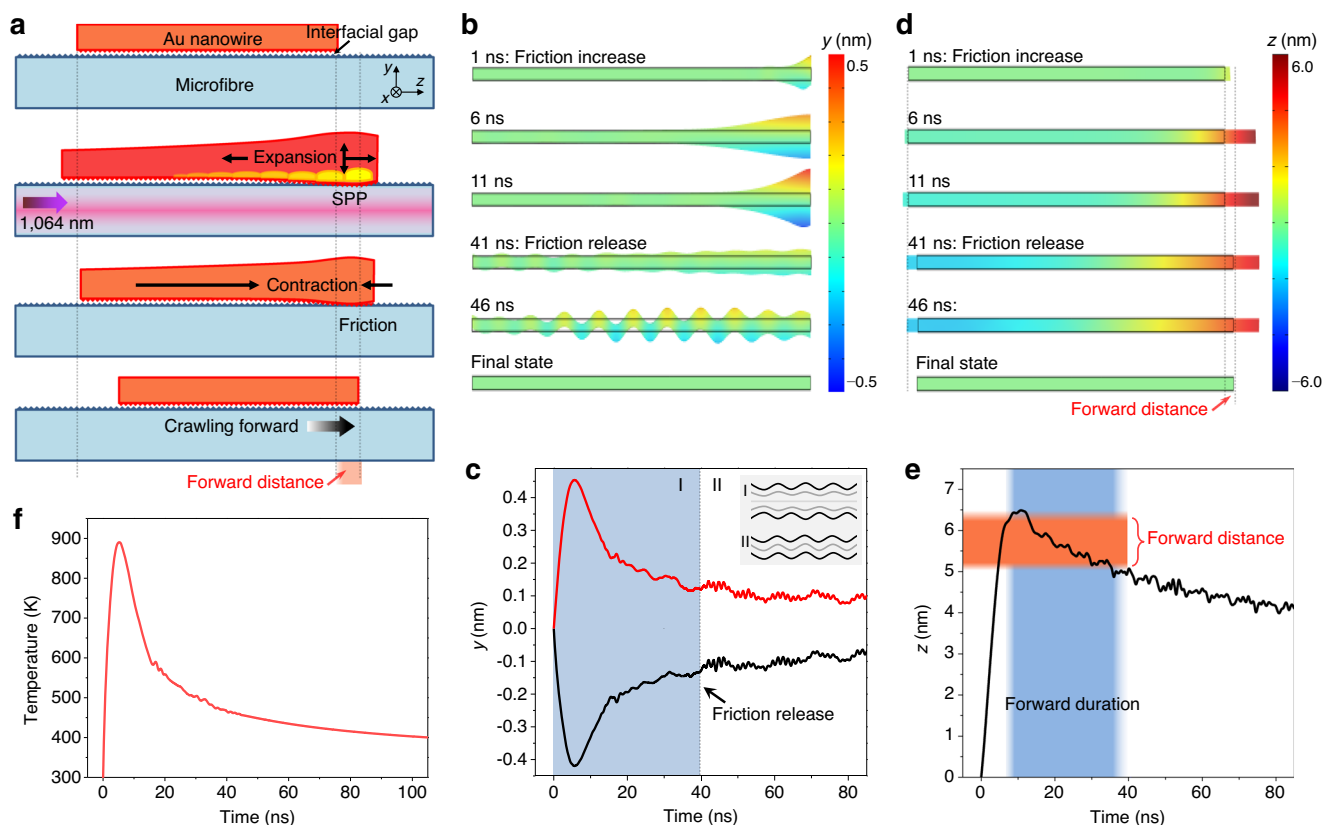 a
Au nanowire
Interfacial gap
Microfibre
y
z
x
Expansion
SPP
1,064 nm
Contraction
Friction
Crawling forward
Forward distance
b
y (nm)
1 ns: Friction increase
0.5
6 ns
11 ns
41 ns: Friction release
46 ns
Final state
−0.5
d
z (nm)
1 ns: Friction increase
6.0
6 ns
11 ns
41 ns: Friction release
46 ns:
Final state
−6.0
Forward distance
f
900
800
700
600
500
400
300
Temperature (K)
0 20 40 60 80 100
Time (ns)
c
I II
I
II
0.4
0.3
0.2
0.1
0.0
-0.1
-0.2
-0.3
-0.4
y (nm)
Friction release
0 20 40 60 80
Time (ns)
e
7
6
5
4
3
2
1
0
z (nm)
Forward distance
Forward duration
0 20 40 60 80
Time (ns)